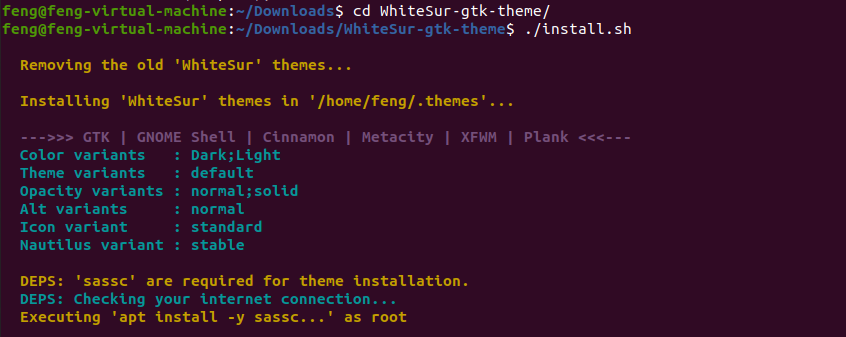 feng@feng-virtual-machine:~/Downloads$ cd WhiteSur-gtk-theme/
feng@feng-virtual-machine:~/Downloads/WhiteSur-gtk-theme$ ./install.sh
Removing the old 'WhiteSur' themes...
Installing 'WhiteSur' themes in '/home/feng/.themes'...
--->>> GTK | GNOME Shell | Cinnamon | Metacity | XFWM | Plank <<<---
Color variants   : Dark;Light
Theme variants   : default
Opacity variants : normal;solid
Alt variants     : normal
Icon variant     : standard
Nautilus variant : stable
DEPS: 'sassc' are required for theme installation.
DEPS: Checking your internet connection...
Executing 'apt install -y sassc...' as root